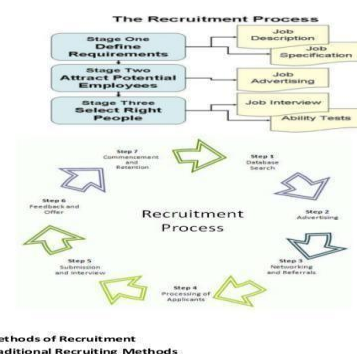 The Recruitment Process
Stage One
Define
Requirements
Job
Description
Job
Specification
Stage Two
Attract Potential
Employees
Job
Advertising
Stage Three
Select Right
People
Job Interview
Ability Tests
Recruitment
Process
Step 1
Database
Search
Step 2
Advertising
Step 3
Networking
and Referrals
Step 4
Processing of
Applicants
Step 5
Submission
and Interview
Step 6
Feedback and
Offer
Step 7
Commencement
and
Retention
ethods of Recruitment
aditional Recruiting Methods